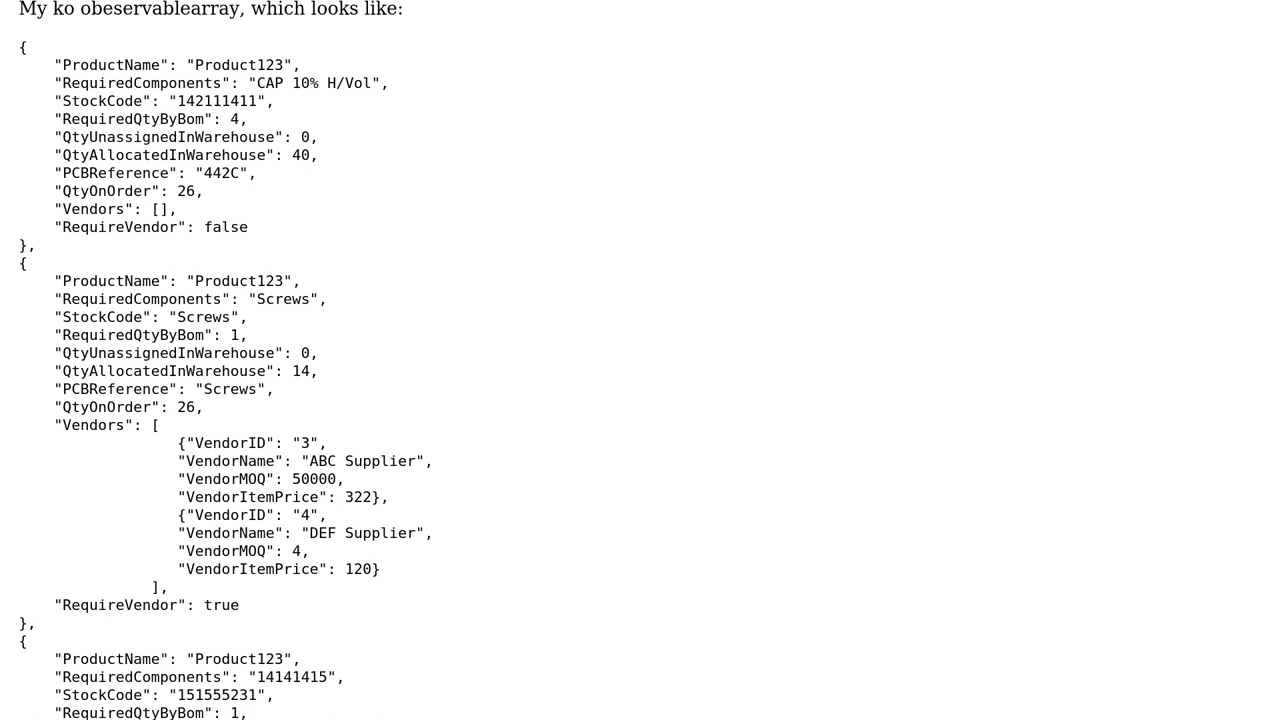 My ko obeservablearray, which looks like:
{
    "ProductName": "Product123",
    "RequiredComponents": "CAP 10% H/Vol",
    "StockCode": "142111411",
    "RequiredQtyByBom": 4,
    "QtyUnassignedInWarehouse": 0,
    "QtyAllocatedInWarehouse": 40,
    "PCBReference": "442C",
    "QtyOnOrder": 26,
    "Vendors": [],
    "RequireVendor": false
},
{
    "ProductName": "Product123",
    "RequiredComponents": "Screws",
    "StockCode": "Screws",
    "RequiredQtyByBom": 1,
    "QtyUnassignedInWarehouse": 0,
    "QtyAllocatedInWarehouse": 14,
    "PCBReference": "Screws",
    "QtyOnOrder": 26,
    "Vendors": [
                  {"VendorID": "3",
                  "VendorName": "ABC Supplier",
                  "VendorMOQ": 50000,
                  "VendorItemPrice": 322},
                  {"VendorID": "4",
                  "VendorName": "DEF Supplier",
                  "VendorMOQ": 4,
                  "VendorItemPrice": 120}
               ],
    "RequireVendor": true
},
{
    "ProductName": "Product123",
    "RequiredComponents": "14141415",
    "StockCode": "151555231",
    "RequiredQtyByBom": 1,